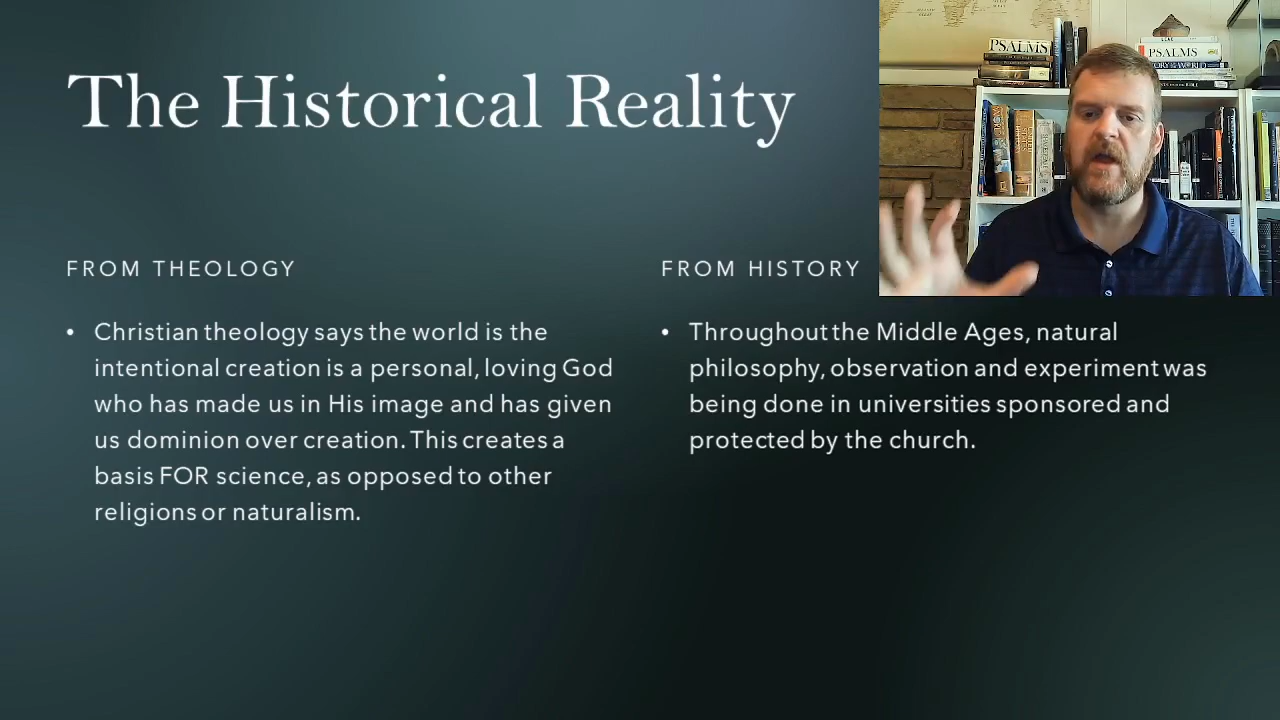 The Historical Reality
FROM THEOLOGY
• Christian theology says the world is the
intentional creation is a personal, loving God
who has made us in His image and has given
us dominion over creation. This creates a
basis FOR science, as opposed to other
religions or naturalism.
FROM HISTORY
• Throughout the Middle Ages, natural
philosophy, observation and experiment was
being done in universities sponsored and
protected by the church.
PSALMS
PSALMS